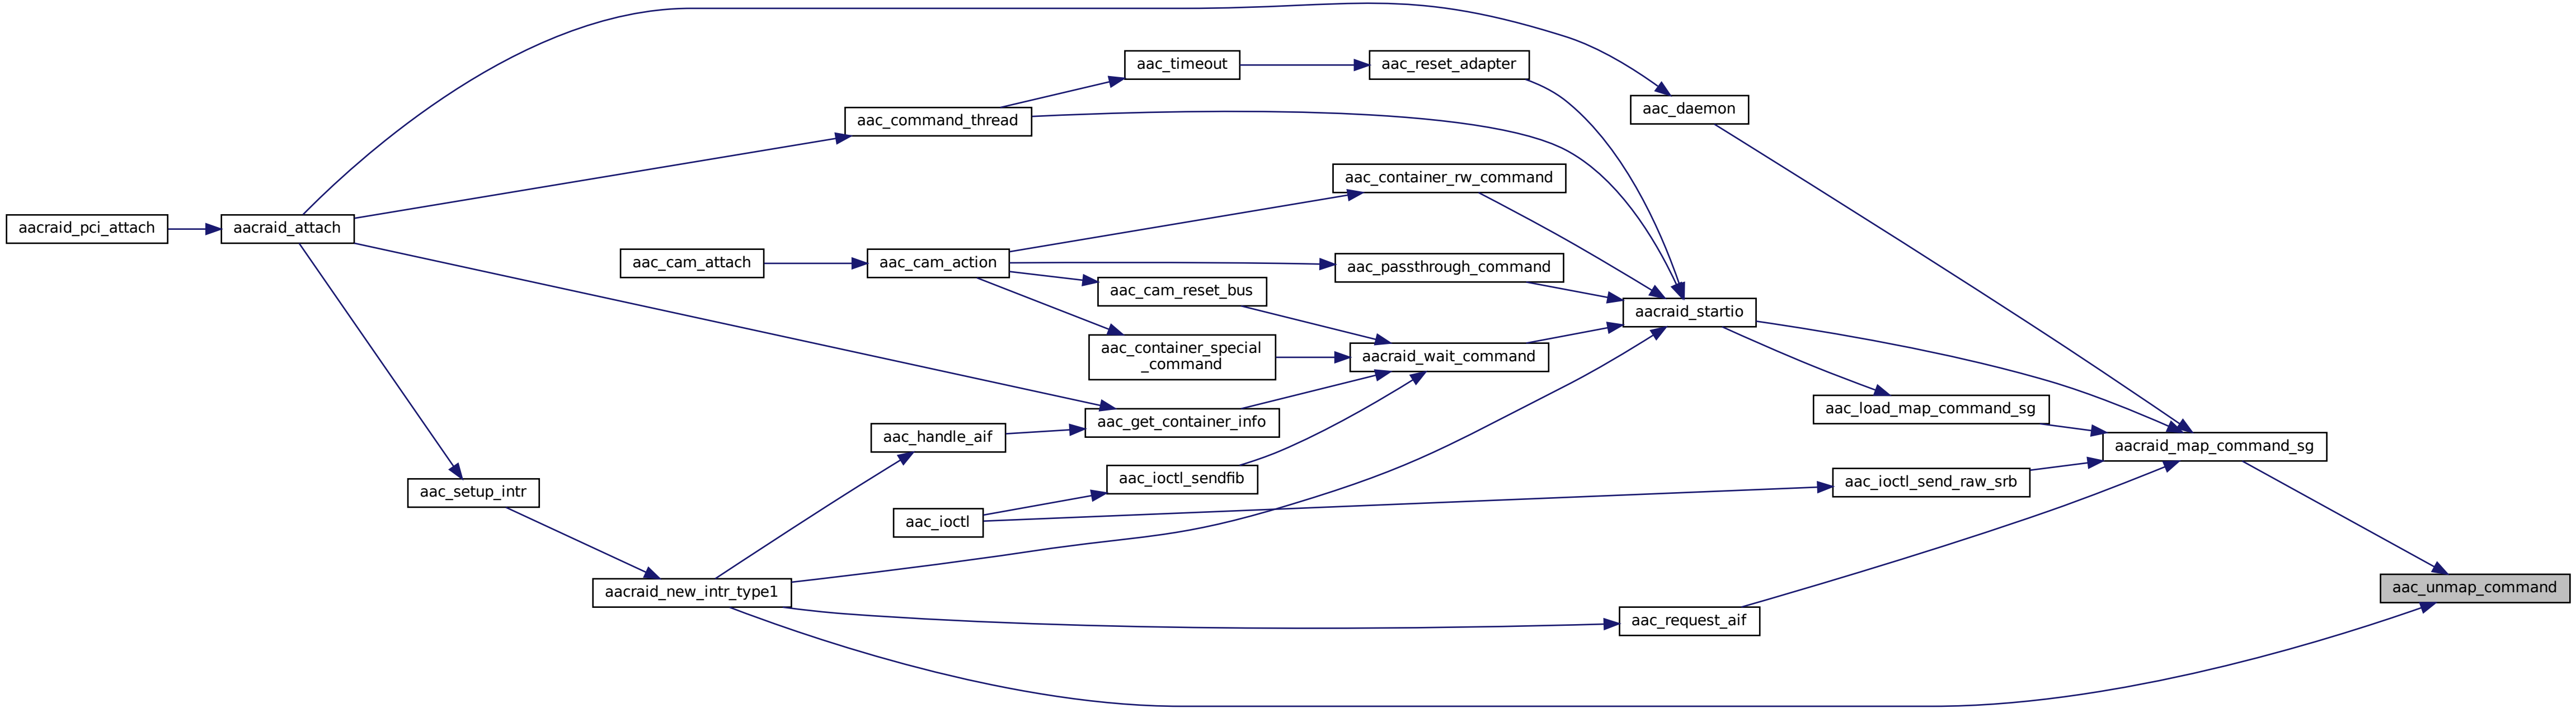 aac_timeout
aac_reset_adapter
aac_daemon
aac_command_thread
aac_container_rw_command
aacraid_pci_attach
aacraid_attach
aac_cam_attach
aac_cam_action
aac_passthrough_command
aac_cam_reset_bus
aacraid_startio
aac_container_special
_command
aacraid_wait_command
aac_load_map_command_sg
aac_get_container_info
aac_handle_aif
aacraid_map_command_sg
aac_ioctl_sendfib
aac_ioctl_send_raw_srb
aac_setup_intr
aac_ioctl
aacraid_new_intr_type1
aac_unmap_command
aac_request_aif